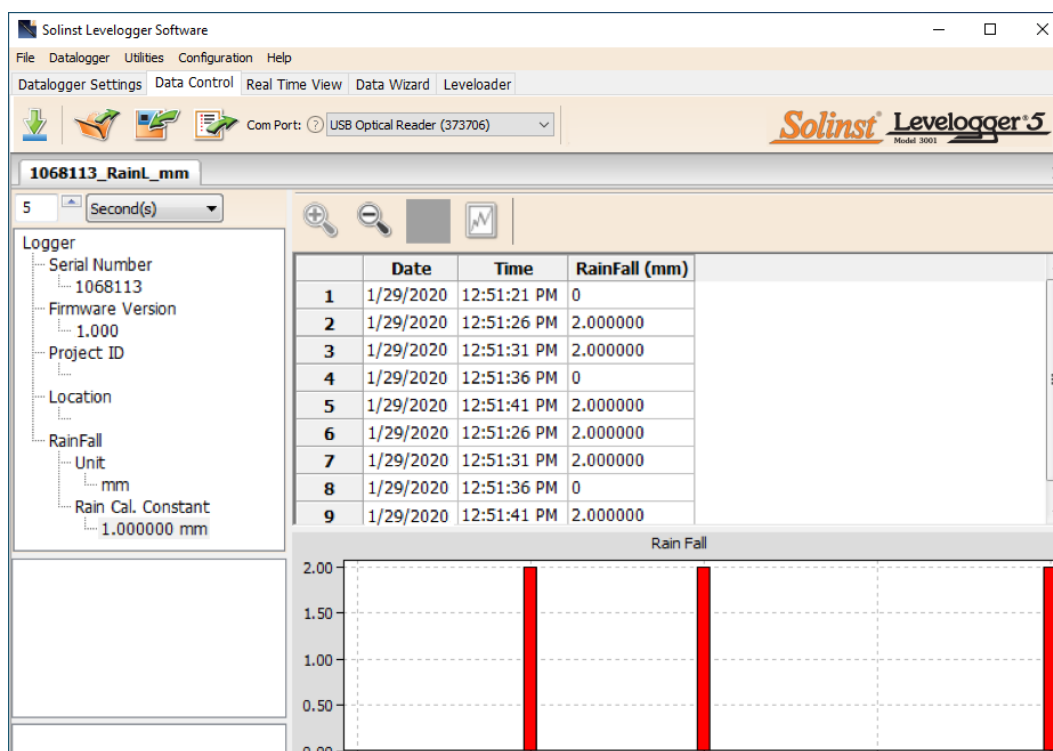 Solinst Levelogger Software
File Datalogger Utilities Configuration Help
Datalogger Settings Data Control Real Time View Data Wizard Leveloader
Com Port: ? USB Optical Reader (373706)
Solinst® Levelogger® 5
Model 3001
1068113_RainL_mm
5 Second(s)
Logger
Serial Number
1068113
Firmware Version
1.000
Project ID
Location
RainFall
Unit
mm
Rain Cal. Constant
1.000000 mm
Date Time RainFall (mm)
1 1/29/2020 12:51:21 PM 0
2 1/29/2020 12:51:26 PM 2.000000
3 1/29/2020 12:51:31 PM 2.000000
4 1/29/2020 12:51:36 PM 0
5 1/29/2020 12:51:41 PM 2.000000
6 1/29/2020 12:51:26 PM 2.000000
7 1/29/2020 12:51:31 PM 2.000000
8 1/29/2020 12:51:36 PM 0
9 1/29/2020 12:51:41 PM 2.000000
Rain Fall
2.00
1.50
1.00
0.50
0.00